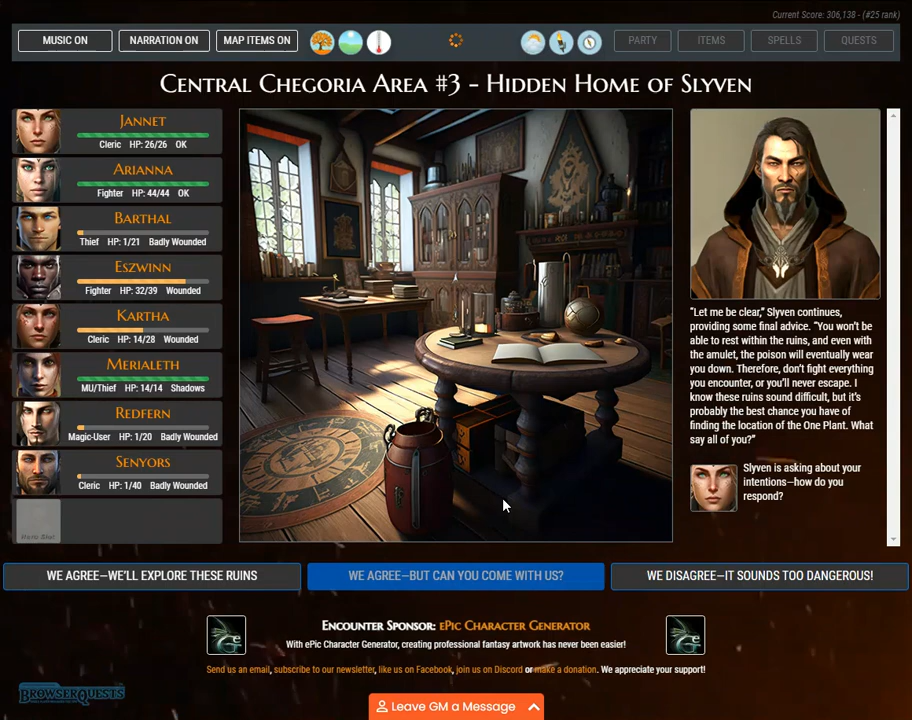 Current Score: 306,138 - (#25 rank)
MUSIC ON
NARRATION ON
MAP ITEMS ON
PARTY
ITEMS
SPELLS
QUESTS
Central Chegoria Area #3 - Hidden Home of Slyven
Jannet
Cleric HP: 26/26 OK
Arianna
Fighter HP: 44/44 OK
Barthal
Thief HP: 1/21 Badly Wounded
Eszwinn
Fighter HP: 32/39 Wounded
Kartha
Cleric HP: 14/28 Wounded
Merialeth
MU/Thief HP: 14/14 Shadows
Redfern
Magic-User HP: 1/20 Badly Wounded
Senyors
Cleric HP: 1/40 Badly Wounded
"Let me be clear," Slyven continues,
providing some final advice. "You won't be
able to rest within the ruins, and even with
the amulet, the poison will eventually wear
you down. Therefore, don't fight everything
you encounter, or you'll never escape. I
know these ruins sound difficult, but it's
probably the best chance you have of
finding the location of the One Plant. What
say all of you?"
Slyven is asking about your
intentions—how do you
respond?
WE AGREE—WE'LL EXPLORE THESE RUINS
WE AGREE—BUT CAN YOU COME WITH US?
WE DISAGREE—IT SOUNDS TOO DANGEROUS!
Encounter Sponsor: ePic Character Generator
With ePic Character Generator, creating professional fantasy artwork has never been easier!
Send us an email, subscribe to our newsletter, like us on Facebook, join us on Discord or make a donation. We appreciate your support!
BrowserQuests
Leave GM a Message